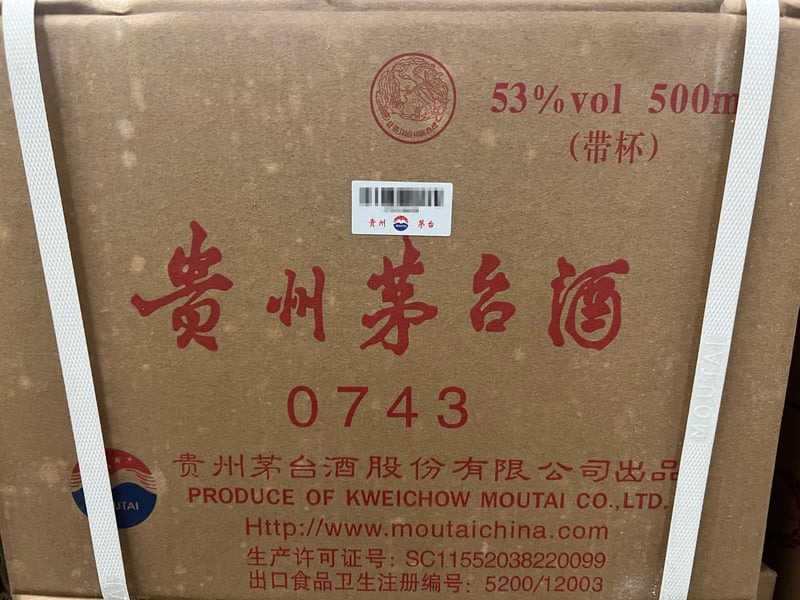 53%vol 500m
(带杯)
贵州 茅台
贵州茅台酒
0743
贵州茅台酒股份有限公司出品
PRODUCE OF KWEICHOW MOUTAI CO.,LTD.
UTAI
MOUTAI
Http://www.moutaichina.com
生产许可证号: SC11552038220099
出口食品卫生注册编号: 5200/12003